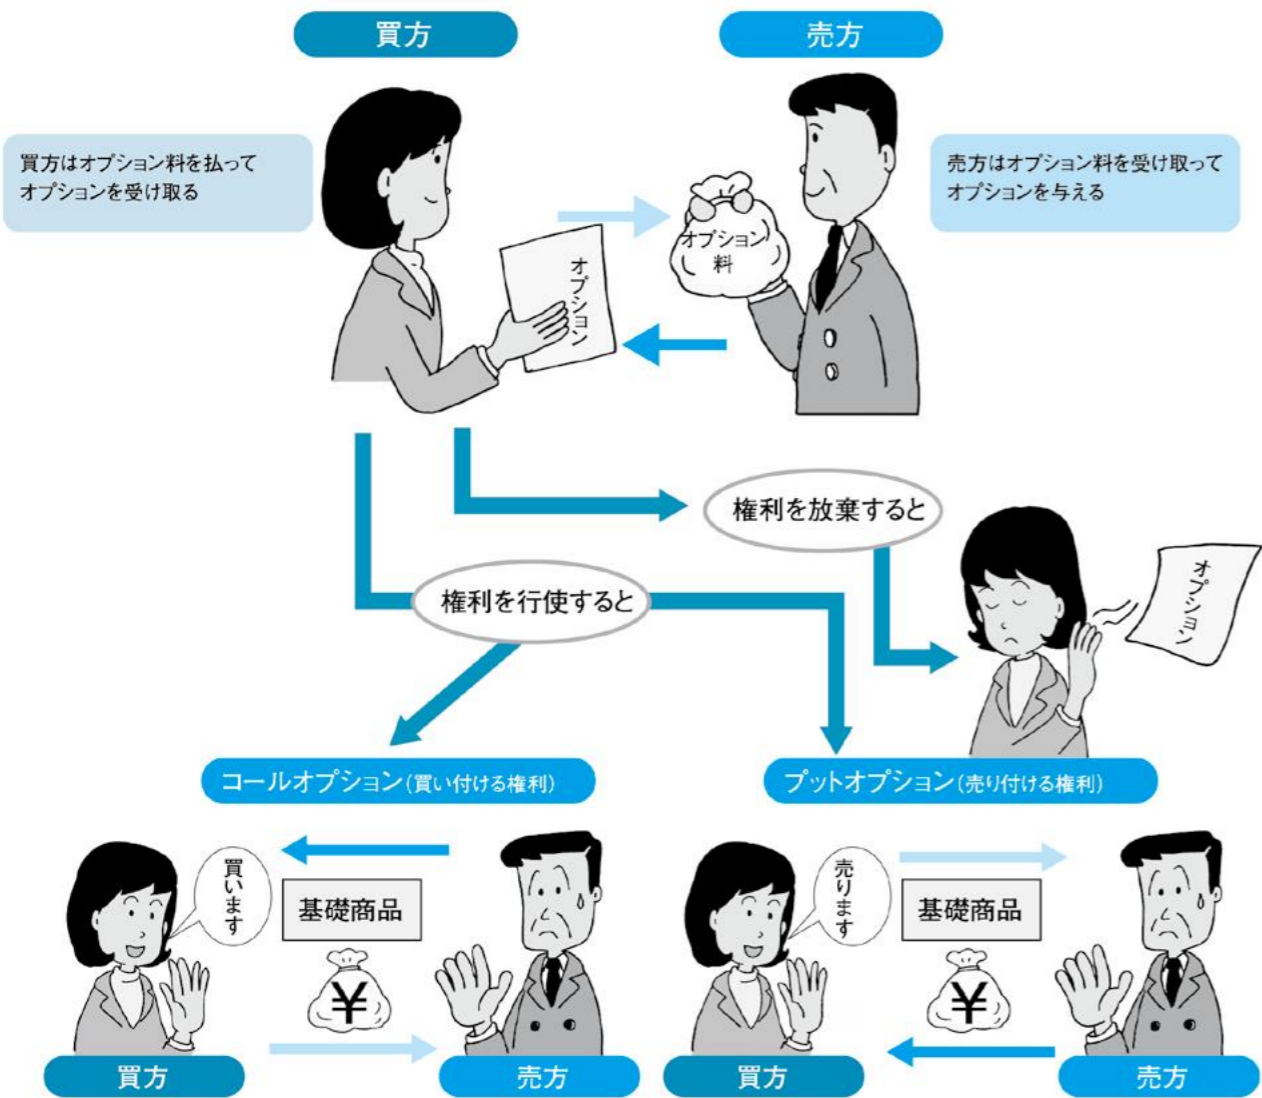 買方
売方
買方はオプション料を払って
オプションを受け取る
売方はオプション料を受け取って
オプションを与える
オプション
料
オプション
権利を放棄すると
オプション
権利を行使すると
コールオプション(買い付ける権利)
プットオプション(売り付ける権利)
買います
基礎商品
¥
買方
売方
売ります
基礎商品
¥
買方
売方